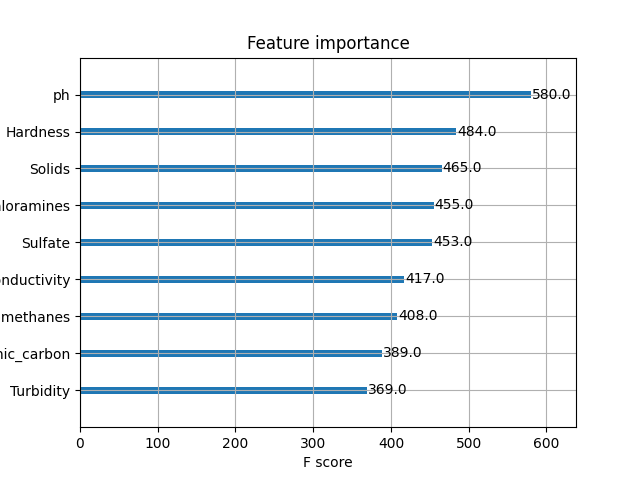 Feature importance
ph
580.0
Hardness
484.0
Solids
465.0
loramines
455.0
Sulfate
453.0
nductivity
417.0
methanes
408.0
nic_carbon
389.0
Turbidity
369.0
0 100 200 300 400 500 600
F score